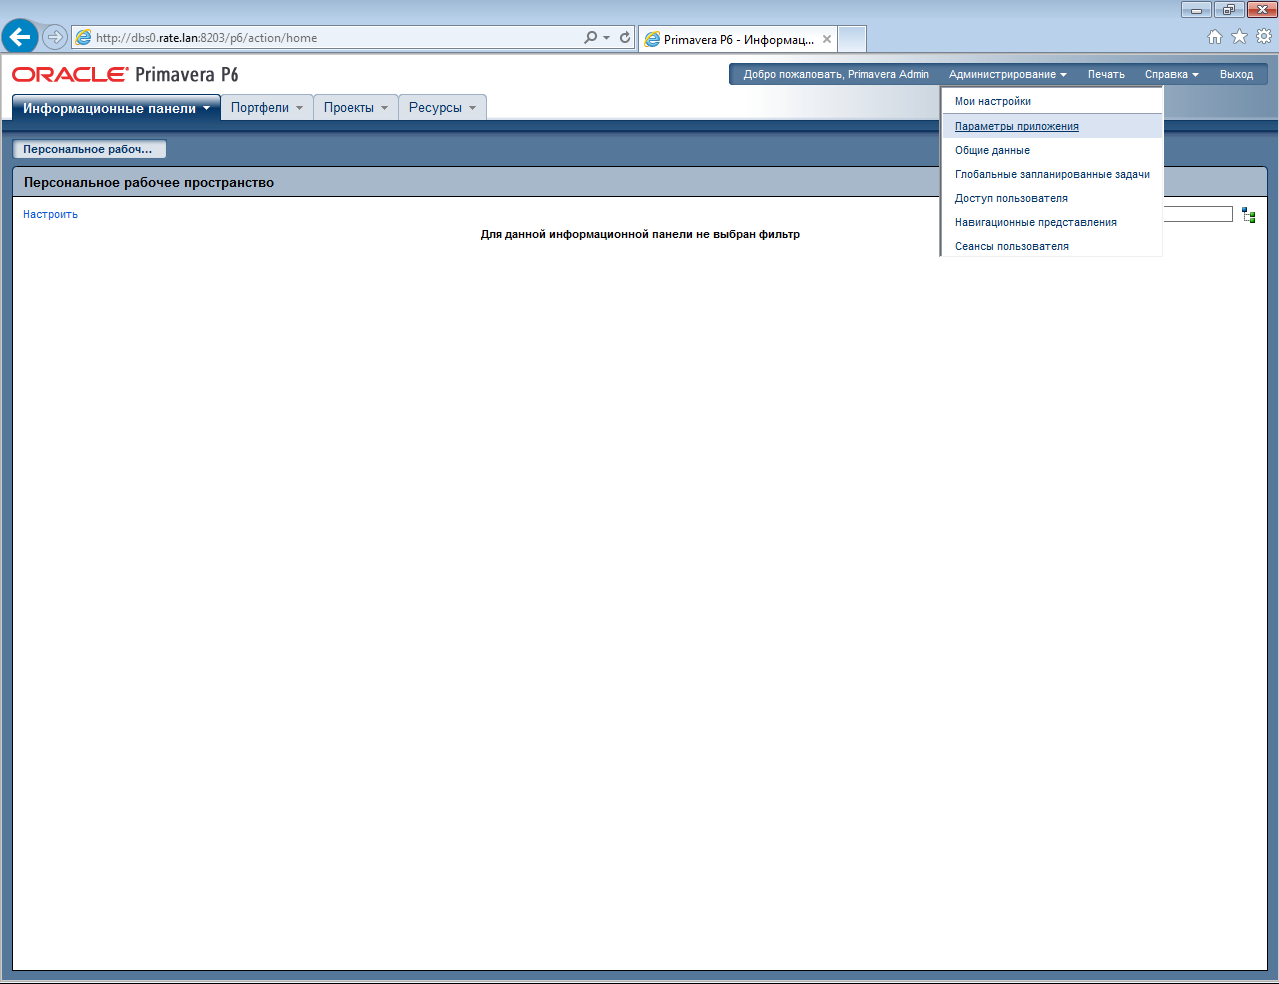 http://dbs0.rate.lan:8203/p6/action/home
Primavera P6 - Информац...
ORACLE Primavera P6
Добро пожаловать, Primavera Admin Администрирование Печать Справка Выход
Информационные панели Портфели Проекты Ресурсы
Мои настройки
Параметры приложения
Общие данные
Глобальные запланированные задачи
Доступ пользователя
Навигационные представления
Сеансы пользователя
Персональное рабоч...
Персональное рабочее пространство
Настроить
Для данной информационной панели не выбран фильтр